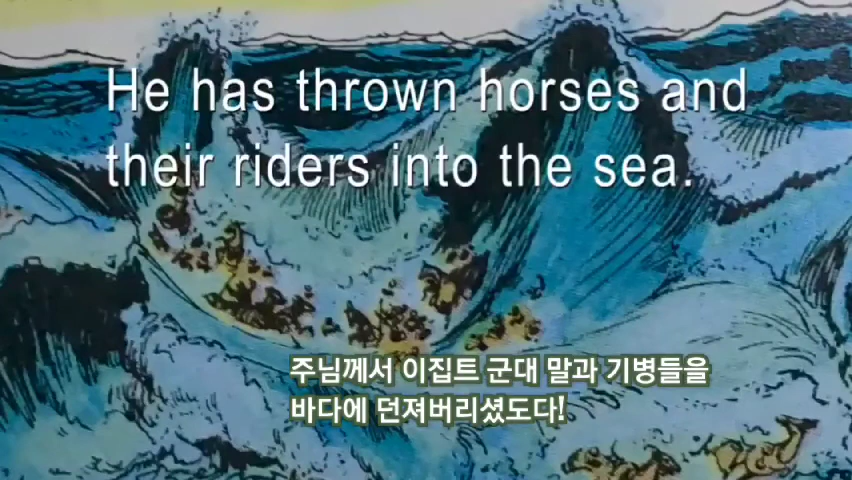 He has thrown horses and
their riders into the sea.
주님께서 이집트 군대 말과 기병들을
바다에 던져버리셨도다!